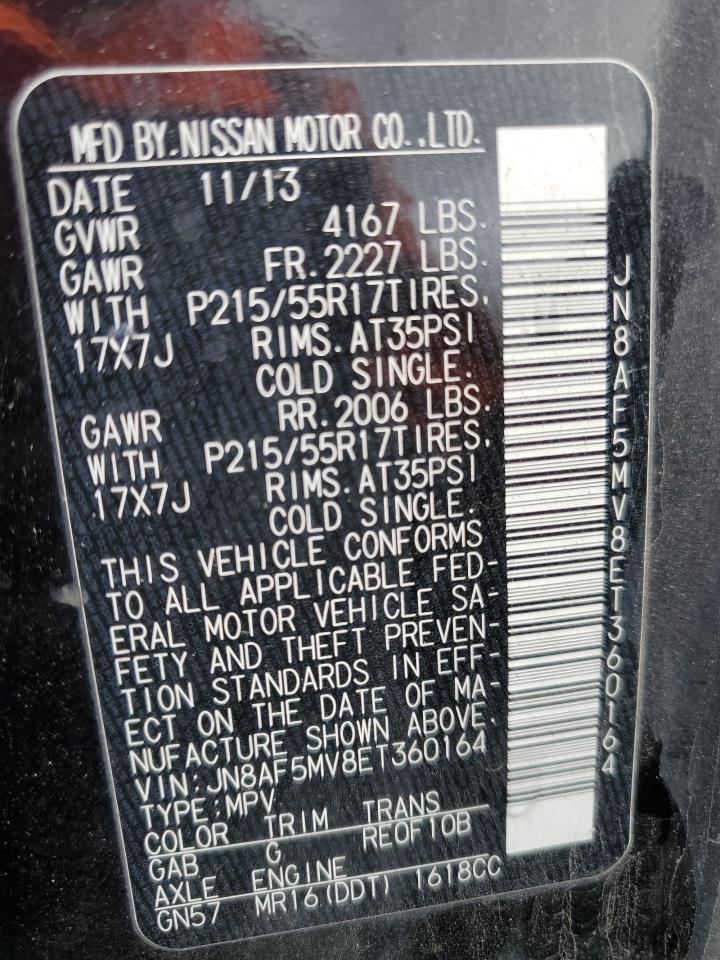 MFD BY.NISSAN MOTOR CO.,LTD.
DATE 11/13
GVWR 4167 LBS.
GAWR FR.2227 LBS.
WITH P215/55R17TIRES.
17X7J RIMS.AT35PSI
COLD SINGLE.
GAWR RR.2006 LBS.
WITH P215/55R17TIRES.
17X7J RIMS.AT35PSI
COLD SINGLE.
THIS VEHICLE CONFORMS
TO ALL APPLICABLE FED-
ERAL MOTOR VEHICLE SA-
FETY AND THEFT PREVEN-
TION STANDARDS IN EFF-
ECT ON THE DATE OF MA-
NUFACTURE SHOWN ABOVE.
VIN:JN8AF5MV8ET360164
TYPE:MPV
COLOR TRIM TRANS
GAB G RE0F10B
AXLE ENGINE
GN57 MR16(DDT) 1618CC
JN8AF5MV8ET360164